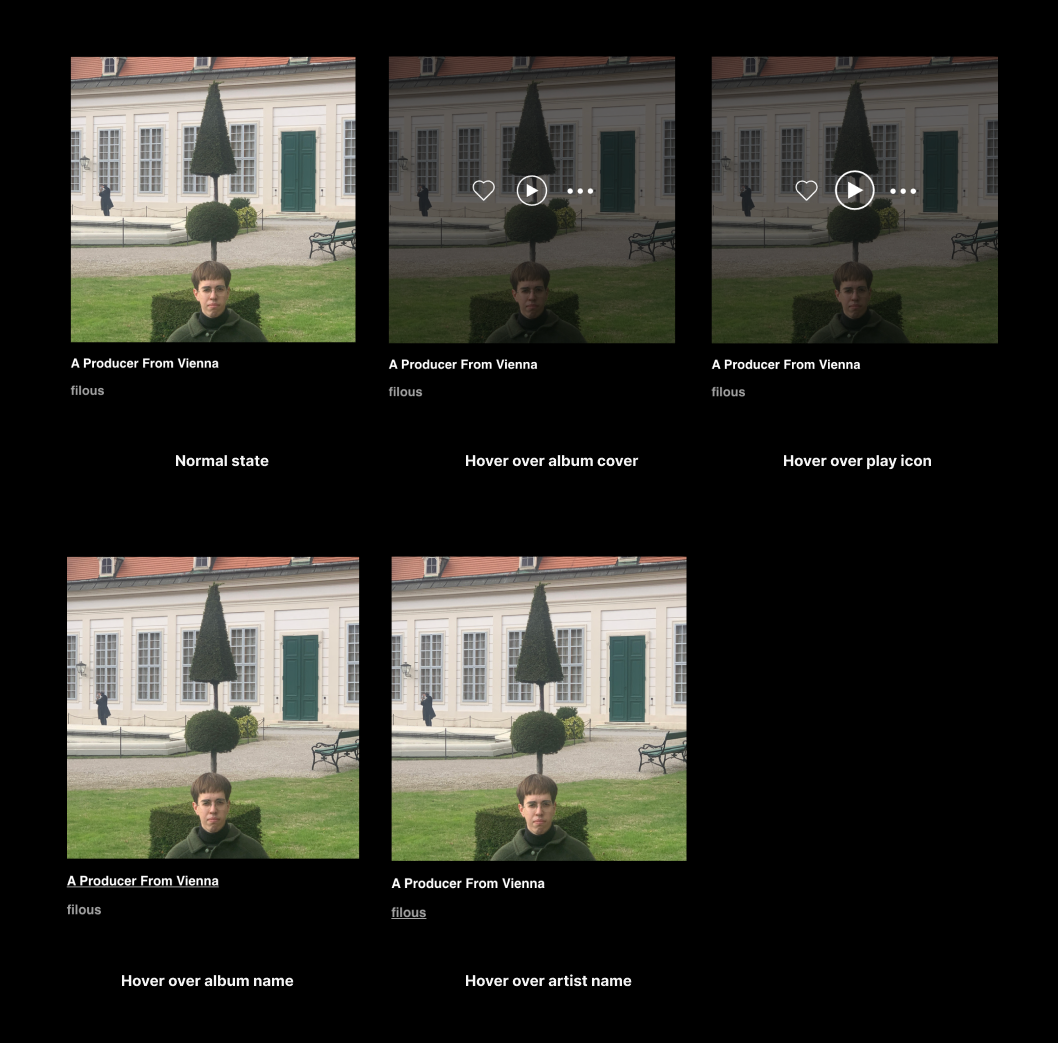 A Producer From Vienna
filous
Normal state
A Producer From Vienna
filous
Hover over album cover
A Producer From Vienna
filous
Hover over play icon
A Producer From Vienna
filous
Hover over album name
A Producer From Vienna
filous
Hover over artist name